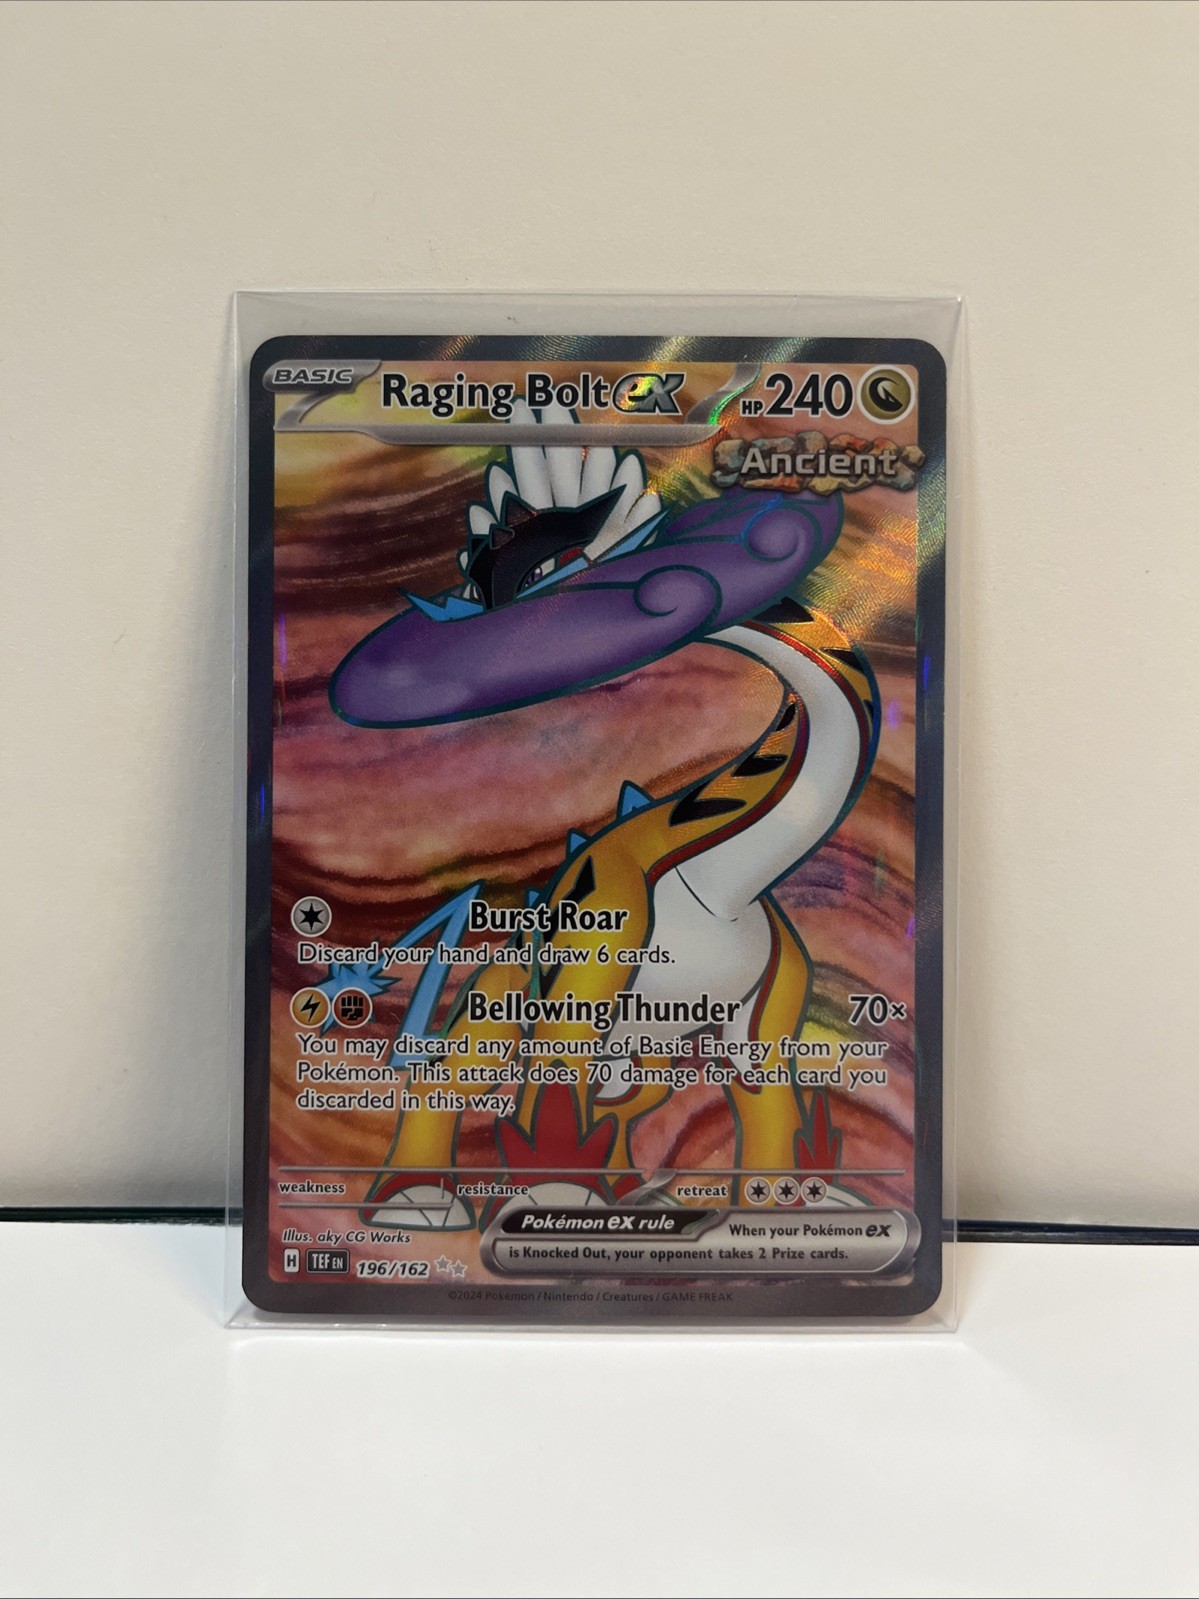 BASIC Raging Bolt ex HP 240
Ancient
Burst Roar
Discard your hand and draw 6 cards.
Bellowing Thunder 70×
You may discard any amount of Basic Energy from your
Pokémon. This attack does 70 damage for each card you
discarded in this way.
weakness resistance retreat
Illus. aky CG Works
Pokémon ex rule When your Pokémon ex
is Knocked Out, your opponent takes 2 Prize cards.
H TEF EN 196/162
©2024 Pokémon / Nintendo / Creatures / GAME FREAK